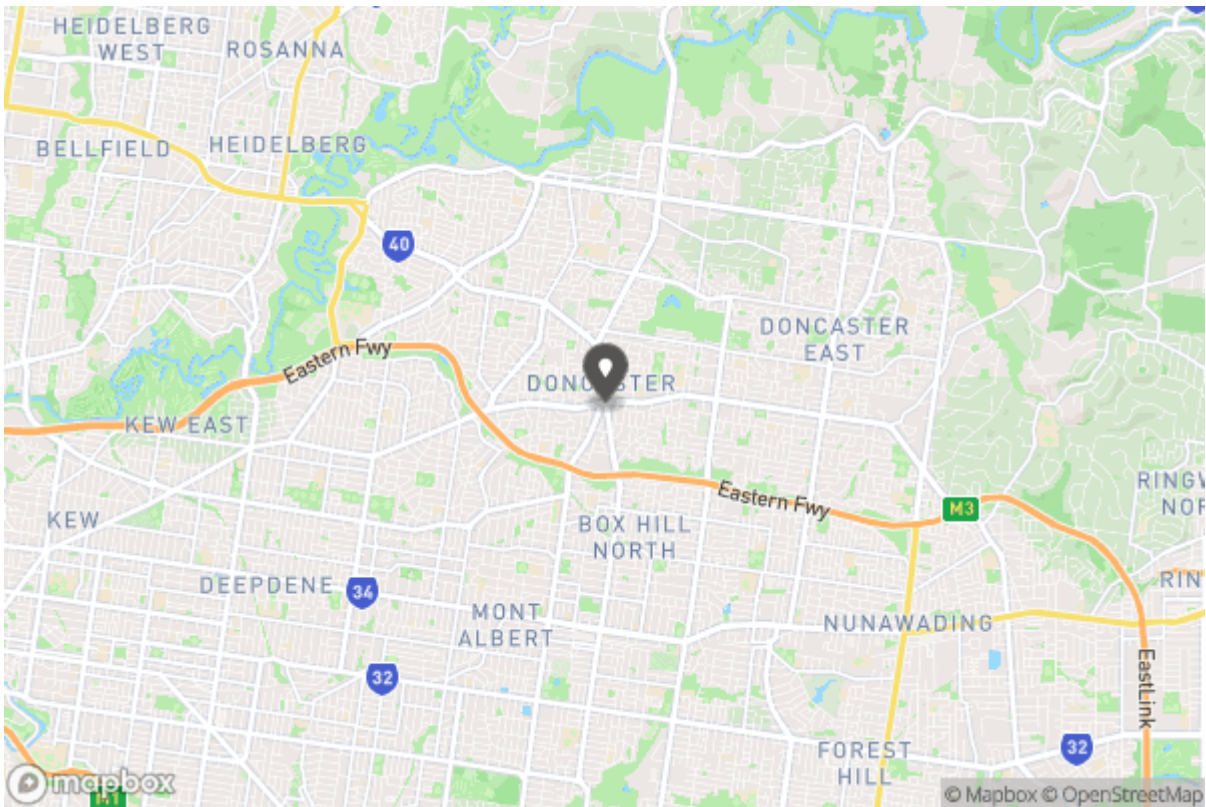 HEIDELBERG
WEST
ROSANNA
BELLFIELD
HEIDELBERG
40
DONCASTER
EAST
Eastern Fwy
DONCASTER
KEW EAST
RINGW
NOR
KEW
Eastern Fwy
M3
BOX HILL
NORTH
DEEPDENE
34
RIN
MONT
ALBERT
NUNAWADING
32
EastLink
FOREST
HILL
32
mapbox
M1
© Mapbox © OpenStreetMap